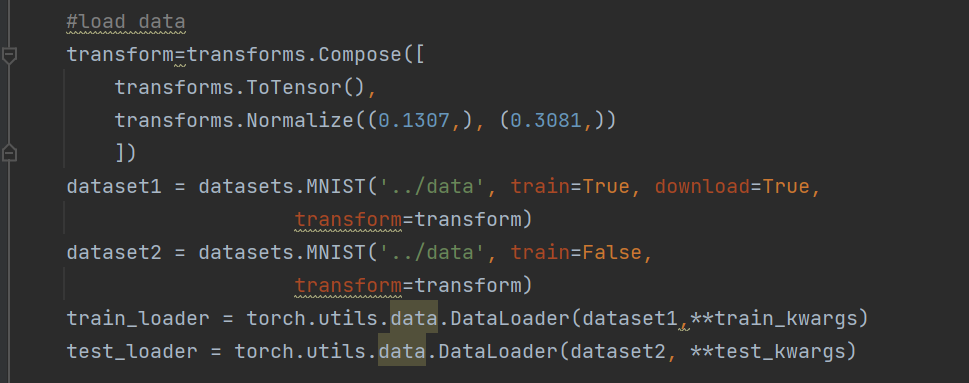 #load data
transform=transforms.Compose([
    transforms.ToTensor(),
    transforms.Normalize((0.1307,), (0.3081,))
    ])
dataset1 = datasets.MNIST('../data', train=True, download=True,
                   transform=transform)
dataset2 = datasets.MNIST('../data', train=False,
                   transform=transform)
train_loader = torch.utils.data.DataLoader(dataset1,**train_kwargs)
test_loader = torch.utils.data.DataLoader(dataset2, **test_kwargs)